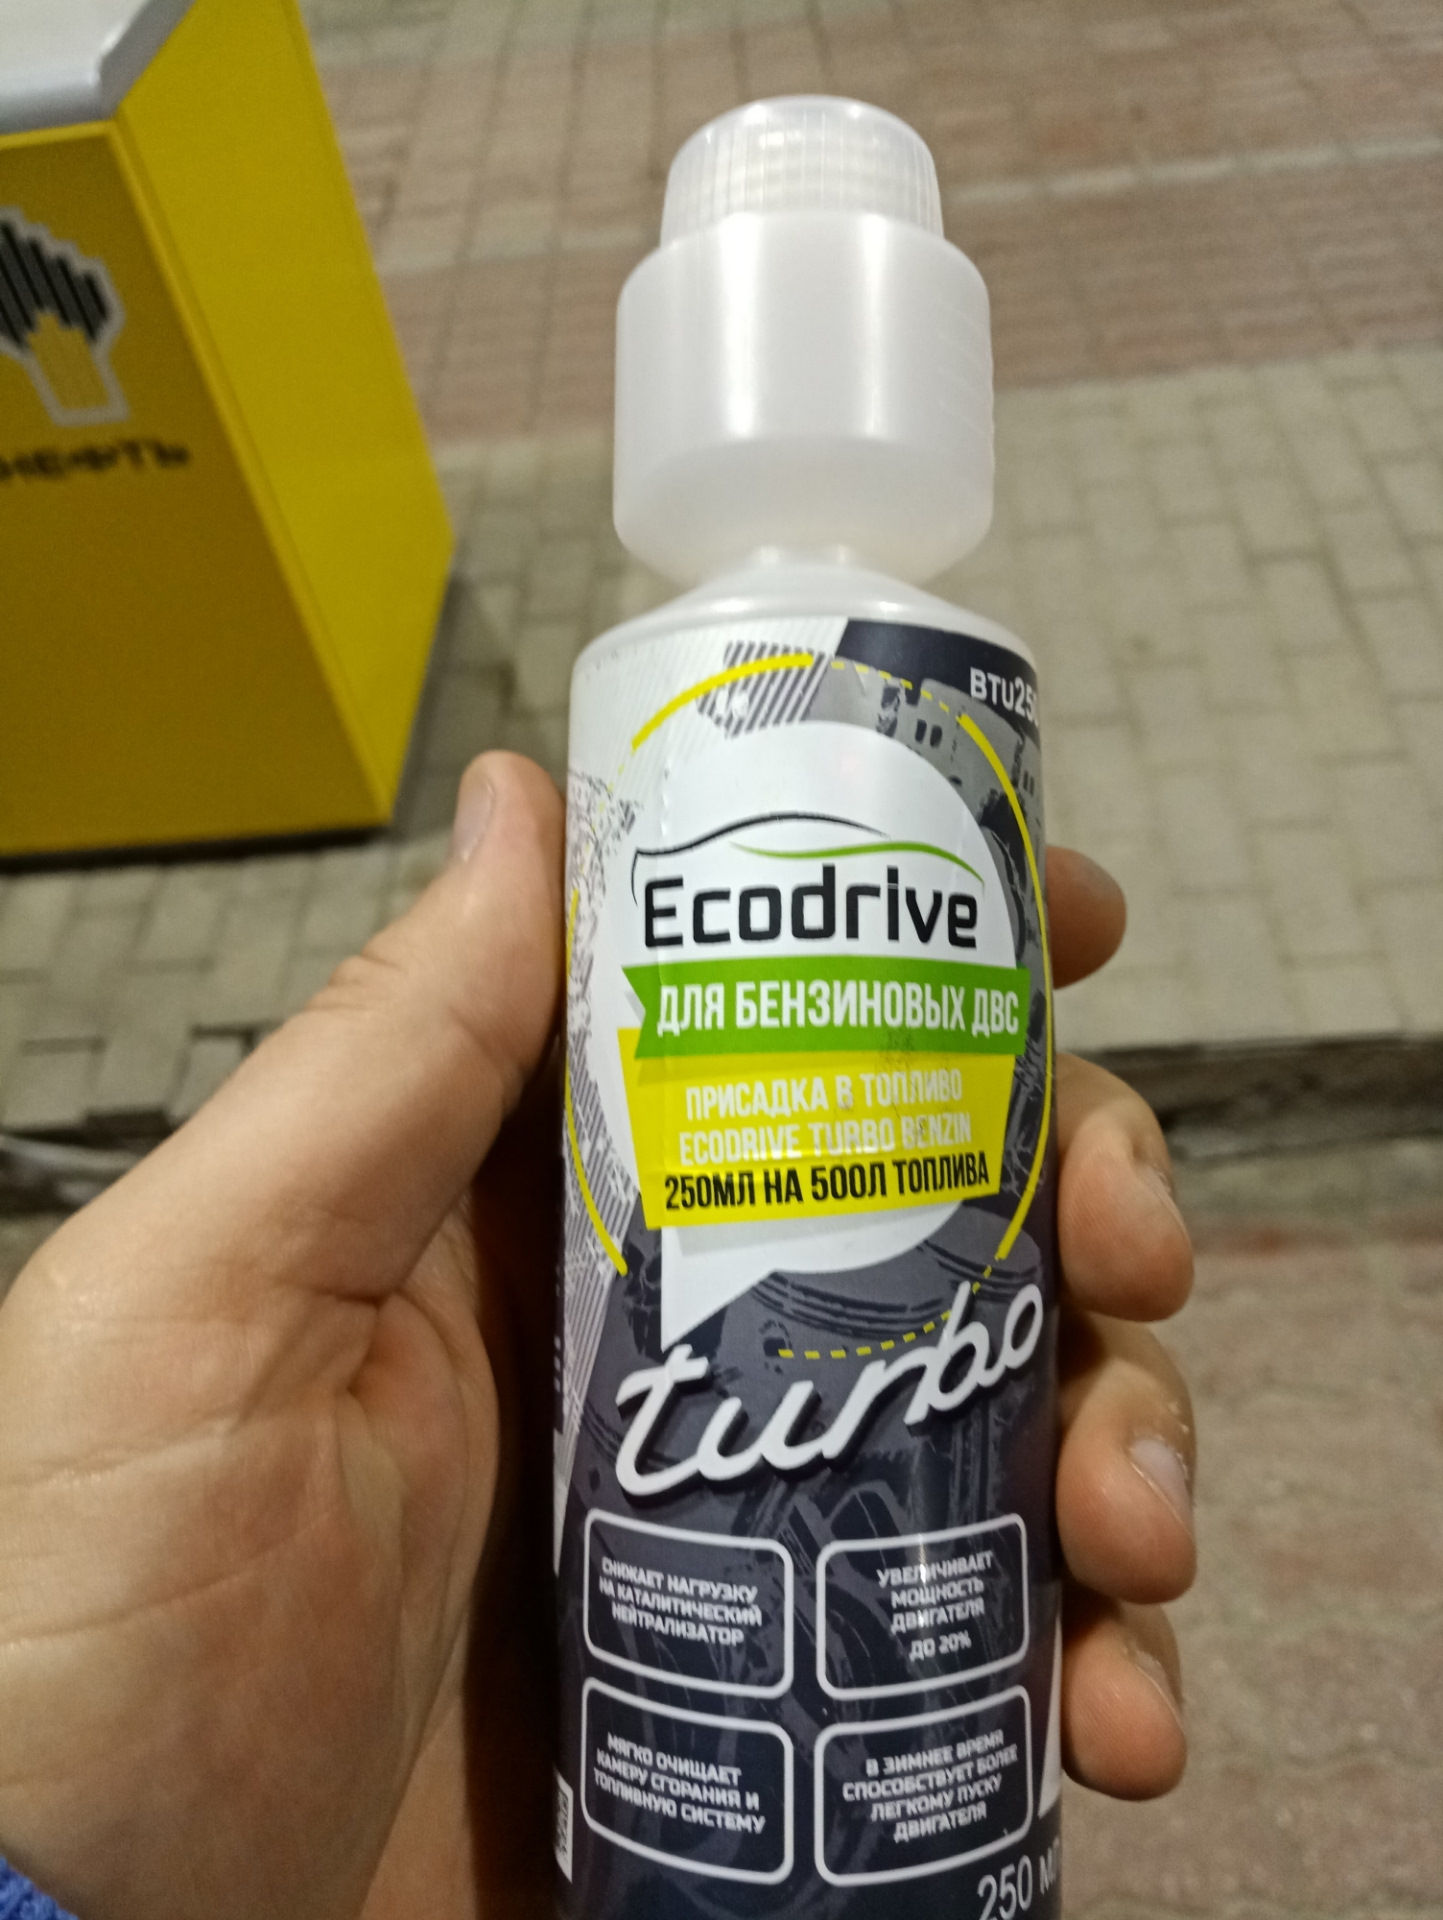 НЕФТЬ
Ecodrive
ДЛЯ БЕНЗИНОВЫХ ДВС
ПРИСАДКА В ТОПЛИВО
ECODRIVE TURBO BENZIN
250МЛ НА 500Л ТОПЛИВА
turbo
СНИЖАЕТ НАГРУЗКУ
НА КАТАЛИТИЧЕСКИЙ
НЕЙТРАЛИЗАТОР
УВЕЛИЧИВАЕТ
МОЩНОСТЬ
ДВИГАТЕЛЯ
ДО 20%
МЯГКО ОЧИЩАЕТ
КАМЕРУ СГОРАНИЯ И
ТОПЛИВНУЮ СИСТЕМУ
В ЗИМНЕЕ ВРЕМЯ
СПОСОБСТВУЕТ БОЛЕЕ
ЛЕГКОМУ ПУСКУ
ДВИГАТЕЛЯ
250 МЛ